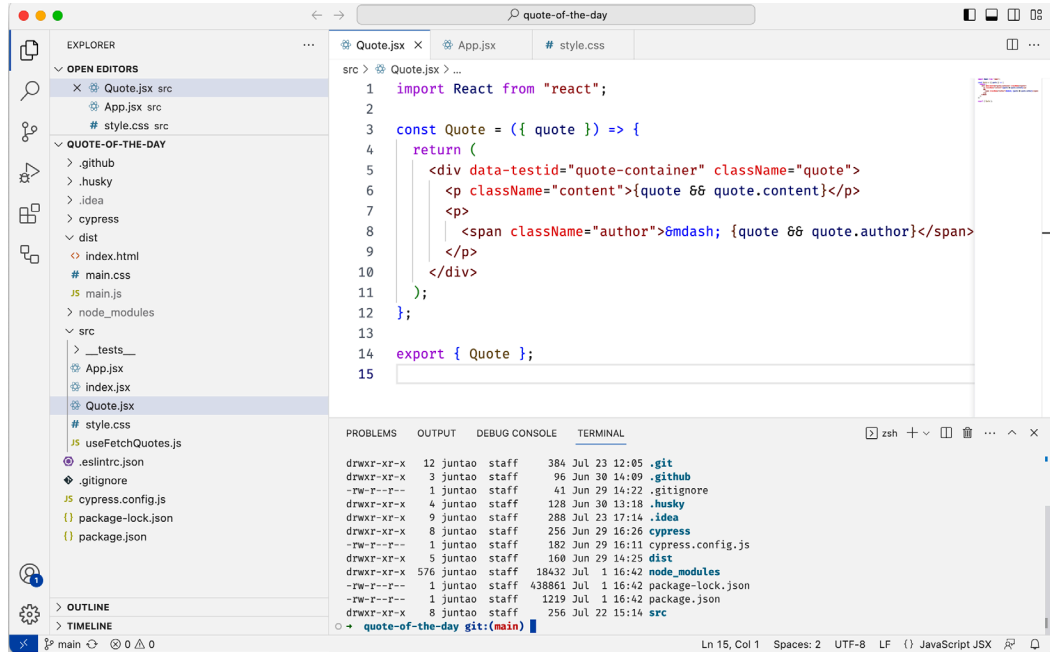 quote-of-the-day
EXPLORER
OPEN EDITORS
Quote.jsx src
App.jsx src
# style.css src
QUOTE-OF-THE-DAY
.github
.husky
.idea
cypress
dist
index.html
# main.css
JS main.js
node_modules
src
__tests__
App.jsx
index.jsx
Quote.jsx
# style.css
JS useFetchQuotes.js
.eslintrc.json
.gitignore
JS cypress.config.js
{} package-lock.json
{} package.json
OUTLINE
TIMELINE
1
Quote.jsx
App.jsx
# style.css
src > Quote.jsx > ...
1 import React from "react";
2
3 const Quote = ({ quote }) => {
4 return (
5 <div data-testid="quote-container" className="quote">
6 <p className="content">{quote && quote.content}</p>
7 <p>
8 <span className="author">&mdash; {quote && quote.author}</span>
9 </p>
10 </div>
11 );
12 };
13
14 export { Quote };
15
PROBLEMS OUTPUT DEBUG CONSOLE TERMINAL
zsh
drwxr-xr-x 12 juntao staff 384 Jul 23 12:05 .git
drwxr-xr-x 3 juntao staff 96 Jun 30 14:09 .github
-rw-r--r-- 1 juntao staff 41 Jun 29 14:22 .gitignore
drwxr-xr-x 4 juntao staff 128 Jun 30 13:18 .husky
drwxr-xr-x 9 juntao staff 288 Jul 23 17:14 .idea
drwxr-xr-x 8 juntao staff 256 Jun 29 16:26 cypress
-rw-r--r-- 1 juntao staff 182 Jun 29 16:11 cypress.config.js
drwxr-xr-x 5 juntao staff 160 Jun 29 14:25 dist
drwxr-xr-x 576 juntao staff 18432 Jul 1 16:42 node_modules
-rw-r--r-- 1 juntao staff 438861 Jul 1 16:42 package-lock.json
-rw-r--r-- 1 juntao staff 1219 Jul 1 16:42 package.json
drwxr-xr-x 8 juntao staff 256 Jul 22 15:14 src
→ quote-of-the-day git:(main)
main 0 0
Ln 15, Col 1 Spaces: 2 UTF-8 LF {} JavaScript JSX